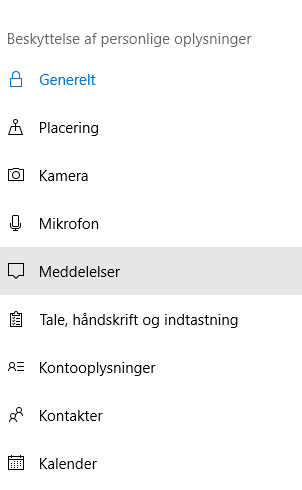 Beskyttelse af personlige oplysninger
Generelt
Placering
Kamera
Mikrofon
Meddelelser
Tale, håndskrift og indtastning
Kontooplysninger
Kontakter
Kalender